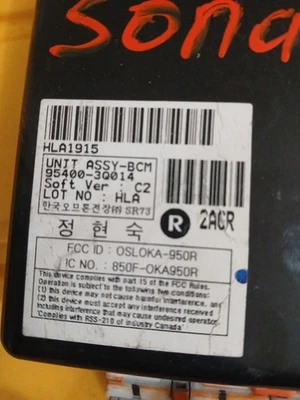 Sona
HLA1915
UNIT ASSY-BCM
95400-3Q014
Soft Ver : C2
LOT NO : HLA
한국오므론전장㈜ SR73
R 2ACR
정 현 숙
FCC ID : OSLOKA-950R
IC NO. : 850F-OKA950R
This device complies with part 15 of the FCC Rules.
Operation is subject to the following two conditions:
(1) this device may not cause harmful interference, and
(2) this device must accept any interference received,
including interference that may cause undesired operation.
'Complies with RSS-210 of Industry Canada'